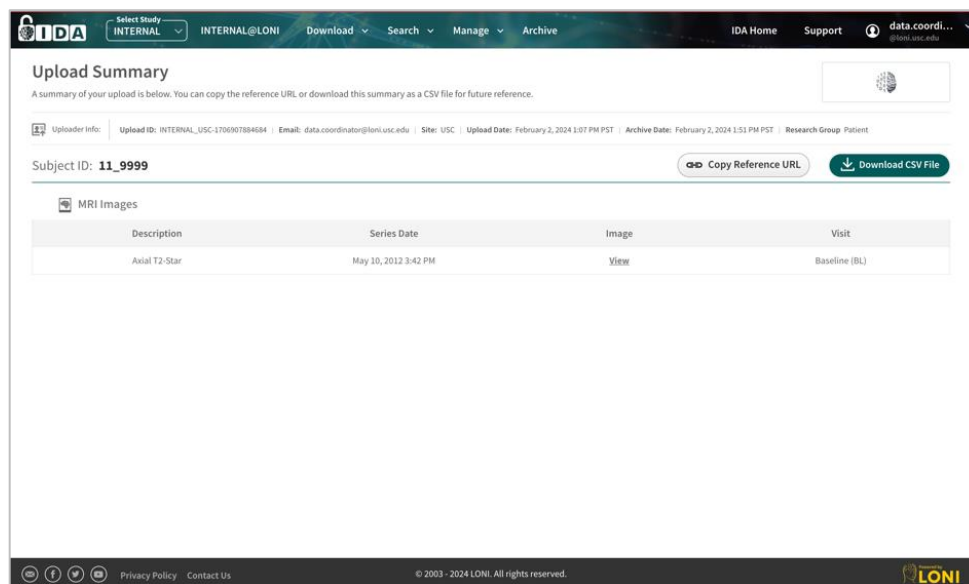 IDA
Select Study
INTERNAL
INTERNAL@LONI
Download
Search
Manage
Archive
IDA Home
Support
data.coordi...
@loni.usc.edu
Upload Summary
A summary of your upload is below. You can copy the reference URL or download this summary as a CSV file for future reference.
Uploader Info: Upload ID: INTERNAL_USC-1706907884684 | Email: data.coordinator@loni.usc.edu | Site: USC | Upload Date: February 2, 2024 1:07 PM PST | Archive Date: February 2, 2024 1:51 PM PST | Research Group Patient
Subject ID: 11_9999
Copy Reference URL
Download CSV File
MRI Images
Description Series Date Image Visit
Axial T2-Star May 10, 2012 3:42 PM View Baseline (BL)
Privacy Policy Contact Us
© 2003 - 2024 LONI. All rights reserved.
Powered by
LONI